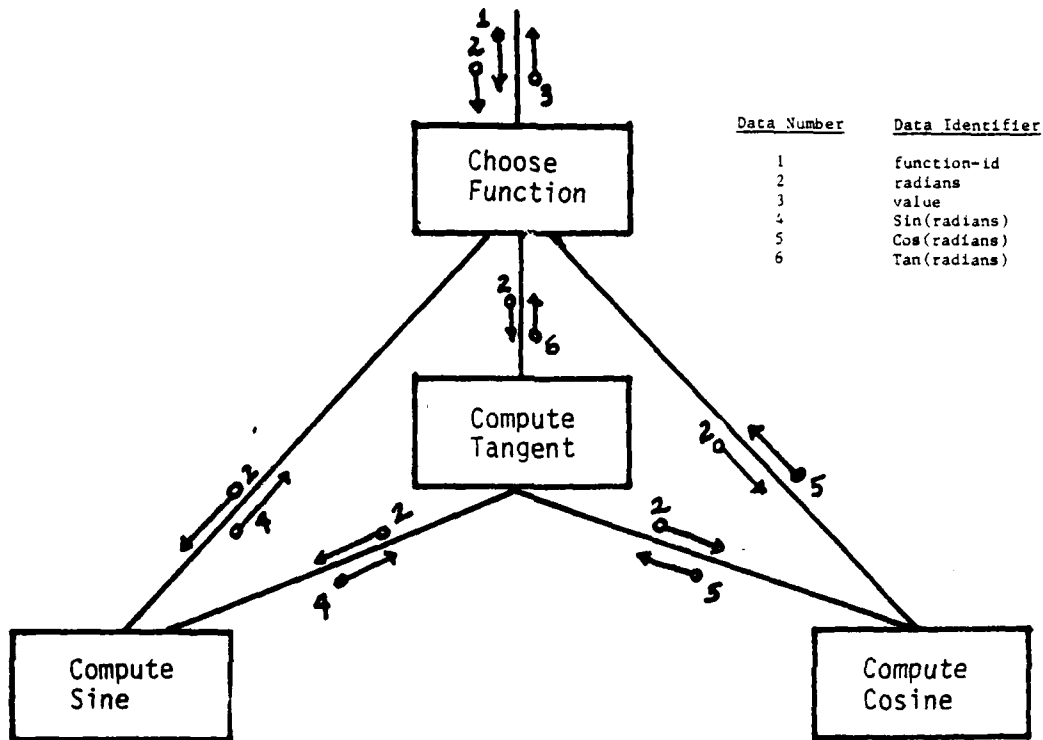 1
2
3
Choose
Function
Data Number Data Identifier
1 function-id
2 radians
3 value
4 Sin(radians)
5 Cos(radians)
6 Tan(radians)
2
6
Compute
Tangent
2
5
2
4
2
4
2
5
Compute
Sine
Compute
Cosine